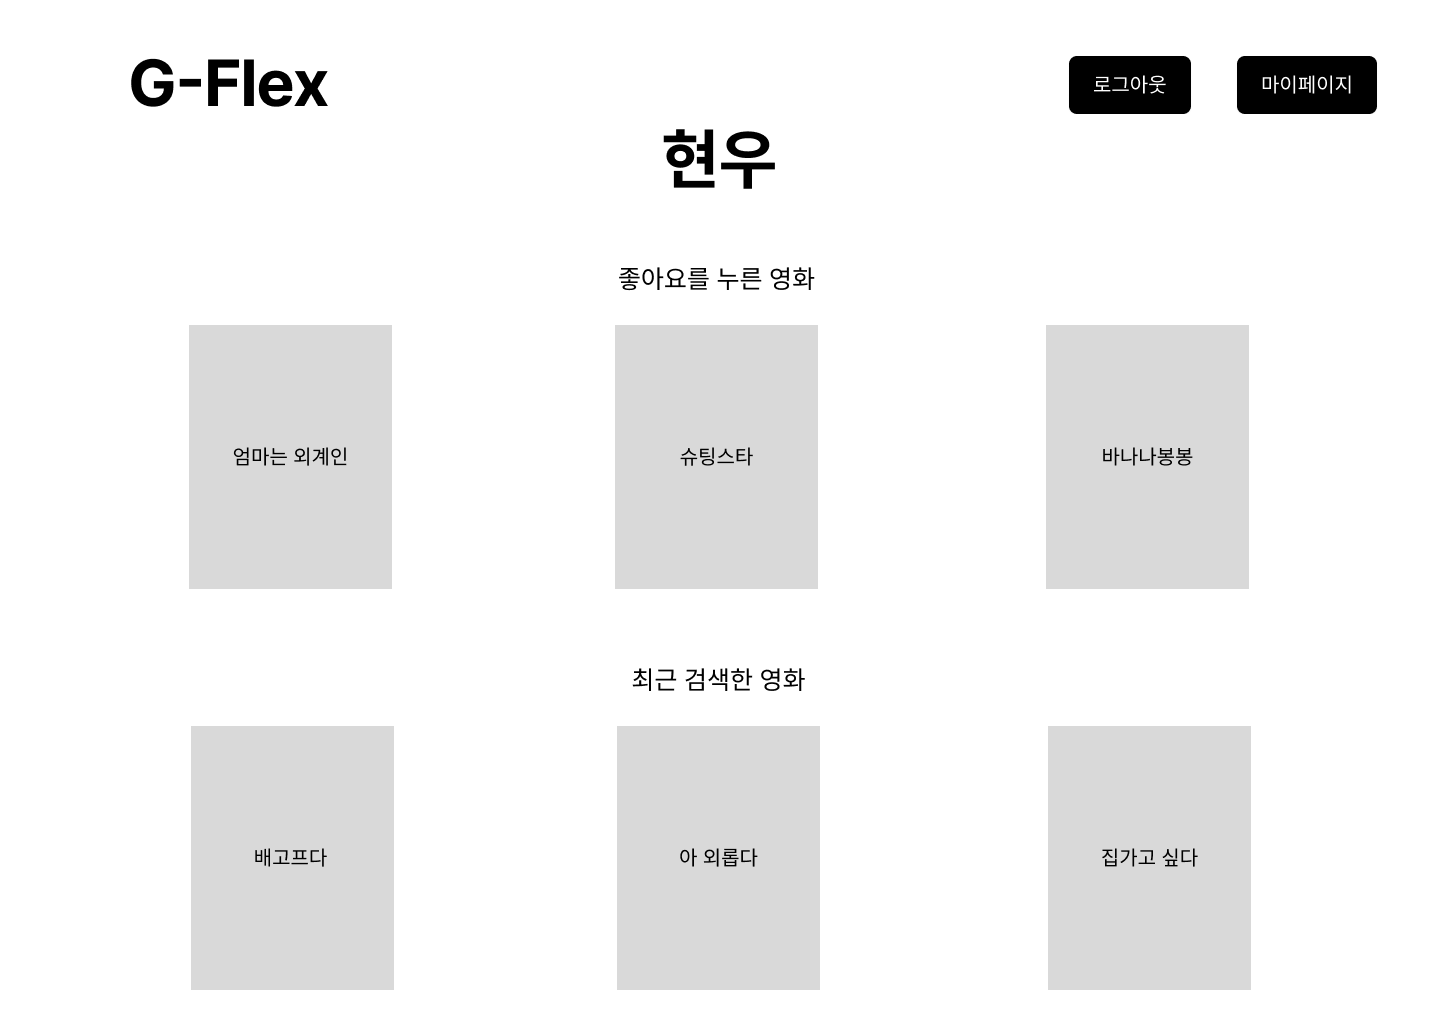 G-Flex
로그아웃
마이페이지
현우
좋아요를 누른 영화
엄마는 외계인
슈팅스타
바나나봉봉
최근 검색한 영화
배고프다
아 외롭다
집가고 싶다